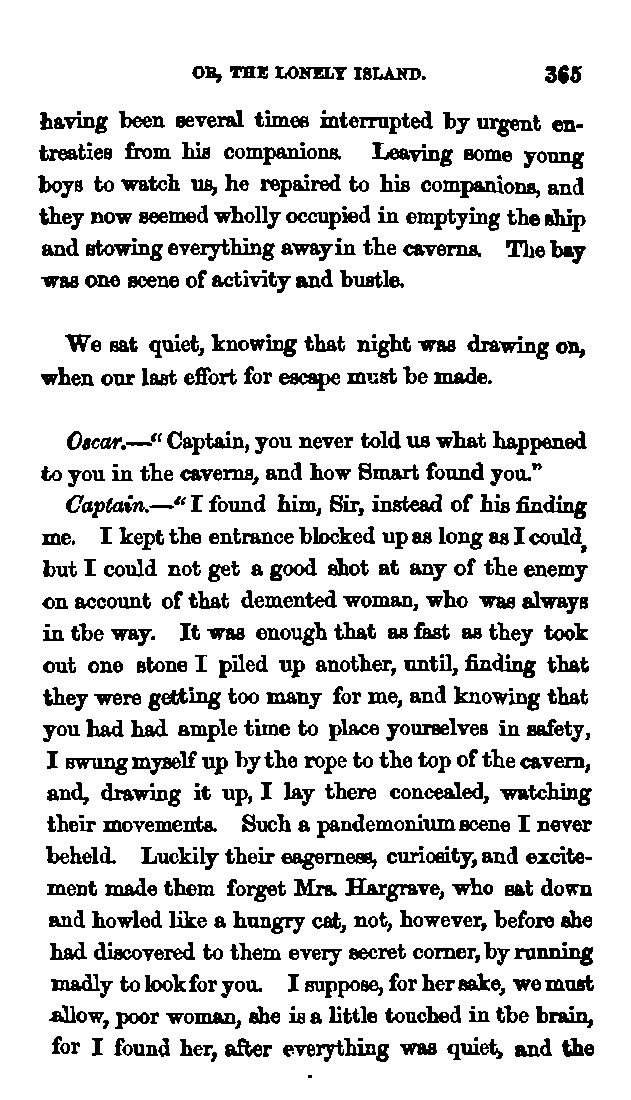 OR, THE LONELY ISLAND. 365
having been several times interrupted by urgent en-
treaties from his companions. Leaving some young
boys to watch us, he repaired to his companions, and
they now seemed wholly occupied in emptying the ship
and stowing everything away in the caverns. The bay
was one scene of activity and bustle.
We sat quiet, knowing that night was drawing on,
when our last effort for escape must be made.
Oscar.—“Captain, you never told us what happened
to you in the caverns, and how Smart found you.”
Captain.—“I found him, Sir, instead of his finding
me. I kept the entrance blocked up as long as I could,
but I could not get a good shot at any of the enemy
on account of that demented woman, who was always
in the way. It was enough that as fast as they took
out one stone I piled up another, until, finding that
they were getting too many for me, and knowing that
you had had ample time to place yourselves in safety,
I swung myself up by the rope to the top of the cavern,
and, drawing it up, I lay there concealed, watching
their movements. Such a pandemonium scene I never
beheld. Luckily their eagerness, curiosity, and excite-
ment made them forget Mrs. Hargrave, who sat down
and howled like a hungry cat, not, however, before she
had discovered to them every secret corner, by running
madly to look for you. I suppose, for her sake, we must
allow, poor woman, she is a little touched in the brain,
for I found her, after everything was quiet, and the